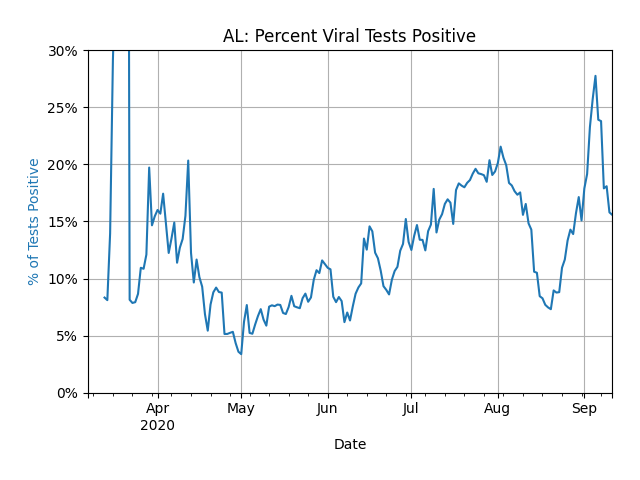 AL: Percent Viral Tests Positive
30%
25%
20%
15%
10%
5%
0%
% of Tests Positive
Apr
2020
May
Jun
Jul
Aug
Sep
Date